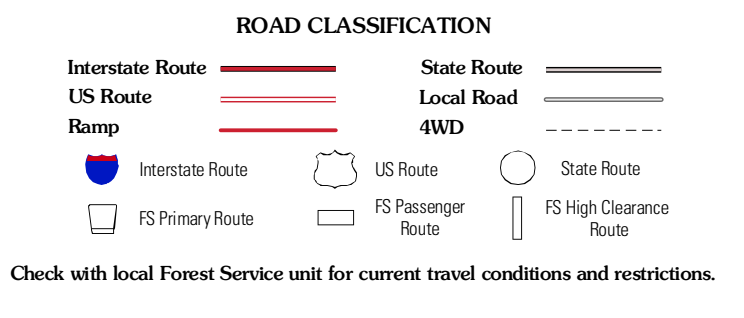 ROAD CLASSIFICATION
Interstate Route
State Route
US Route
Local Road
Ramp
4WD
Interstate Route
US Route
State Route
FS Primary Route
FS Passenger
Route
FS High Clearance
Route
Check with local Forest Service unit for current travel conditions and restrictions.